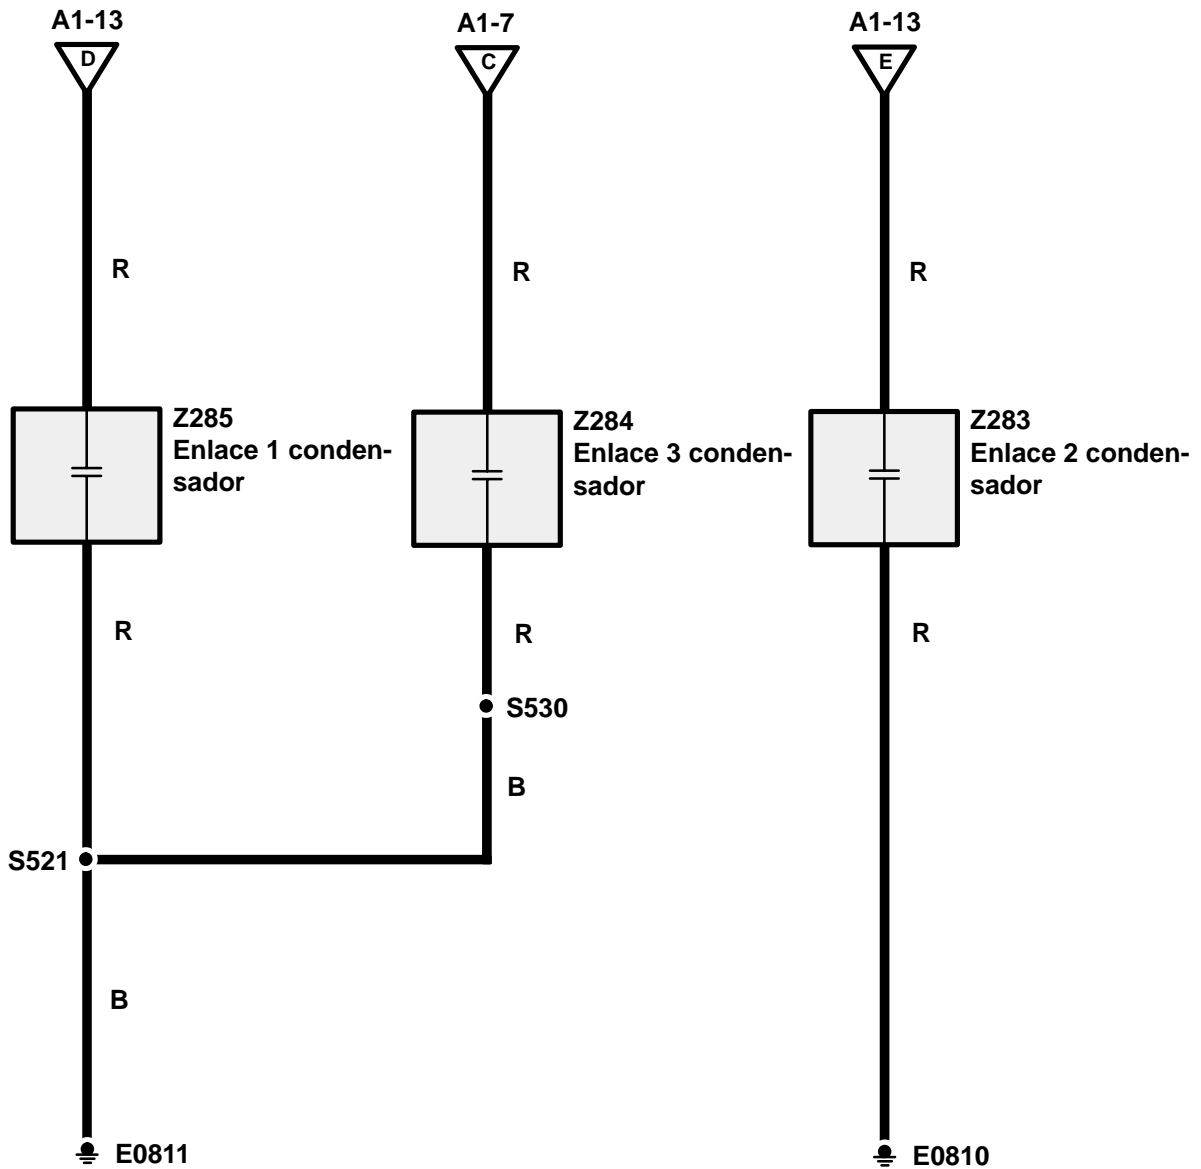 A1-13
A1-7
A1-13
D
C
E
R
R
R
Z285
Enlace 1 conden-
sador
Z284
Enlace 3 conden-
sador
Z283
Enlace 2 conden-
sador
R
R
R
S530
B
S521
B
E0811
E0810